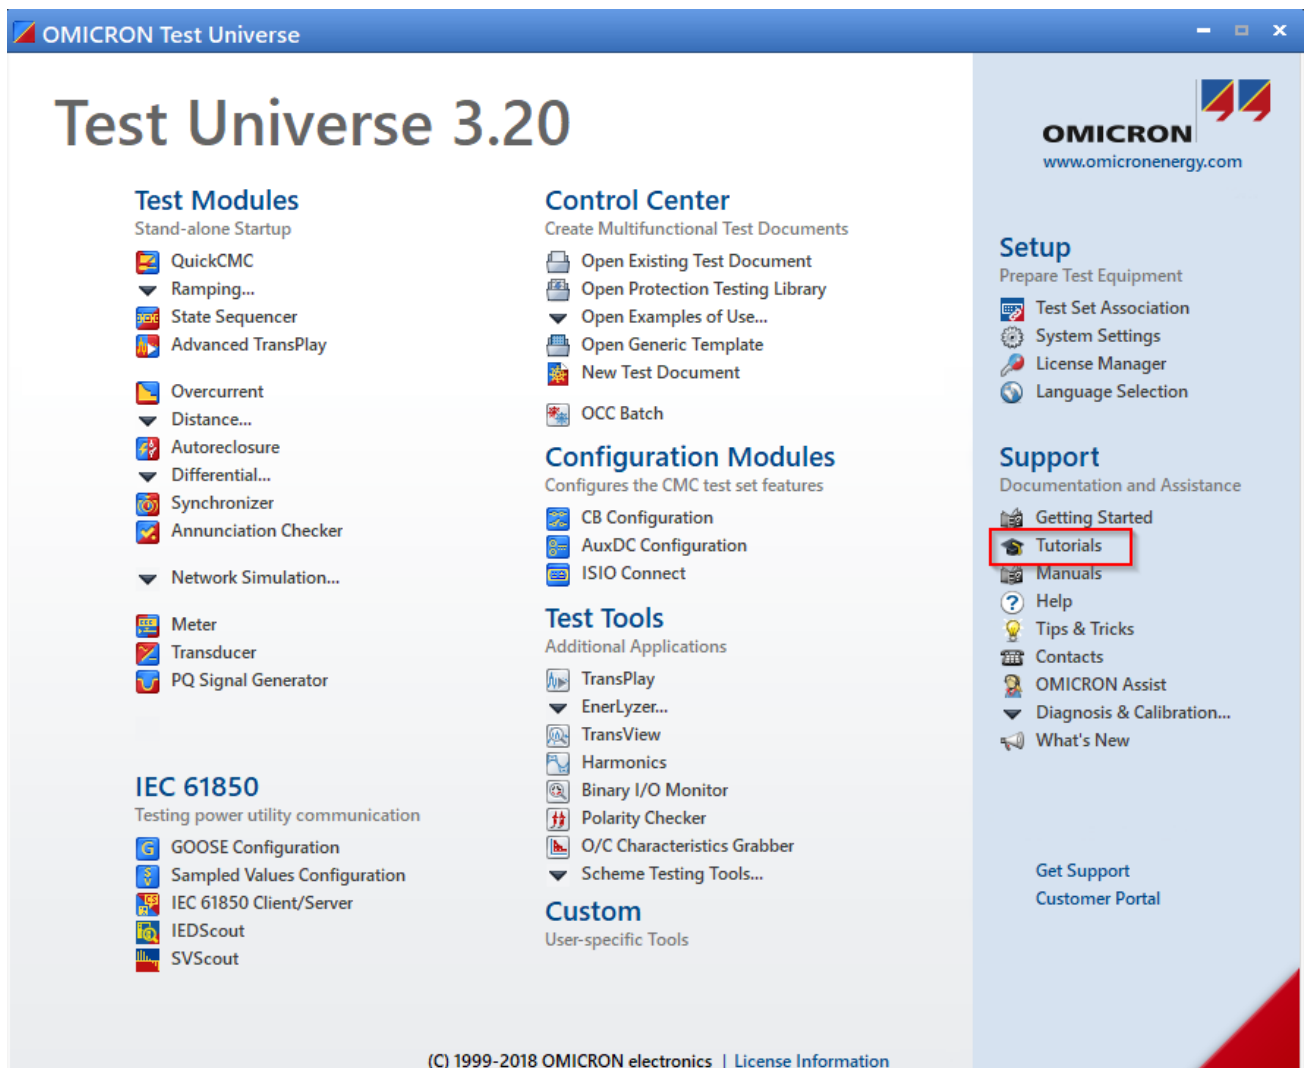 OMICRON Test Universe
Test Universe 3.20
Test Modules
Stand-alone Startup
QuickCMC
Ramping...
State Sequencer
Advanced TransPlay
Overcurrent
Distance...
Autoreclosure
Differential...
Synchronizer
Annunciation Checker
Network Simulation...
Meter
Transducer
PQ Signal Generator
IEC 61850
Testing power utility communication
GOOSE Configuration
Sampled Values Configuration
IEC 61850 Client/Server
IEDScout
SVScout
Control Center
Create Multifunctional Test Documents
Open Existing Test Document
Open Protection Testing Library
Open Examples of Use...
Open Generic Template
New Test Document
OCC Batch
Configuration Modules
Configures the CMC test set features
CB Configuration
AuxDC Configuration
ISIO Connect
Test Tools
Additional Applications
TransPlay
EnerLyzer...
TransView
Harmonics
Binary I/O Monitor
Polarity Checker
O/C Characteristics Grabber
Scheme Testing Tools...
Custom
User-specific Tools
OMICRON
www.omicronenergy.com
Setup
Prepare Test Equipment
Test Set Association
System Settings
License Manager
Language Selection
Support
Documentation and Assistance
Getting Started
Tutorials
Manuals
Help
Tips & Tricks
Contacts
OMICRON Assist
Diagnosis & Calibration...
What's New
Get Support
Customer Portal
(C) 1999-2018 OMICRON electronics | License Information